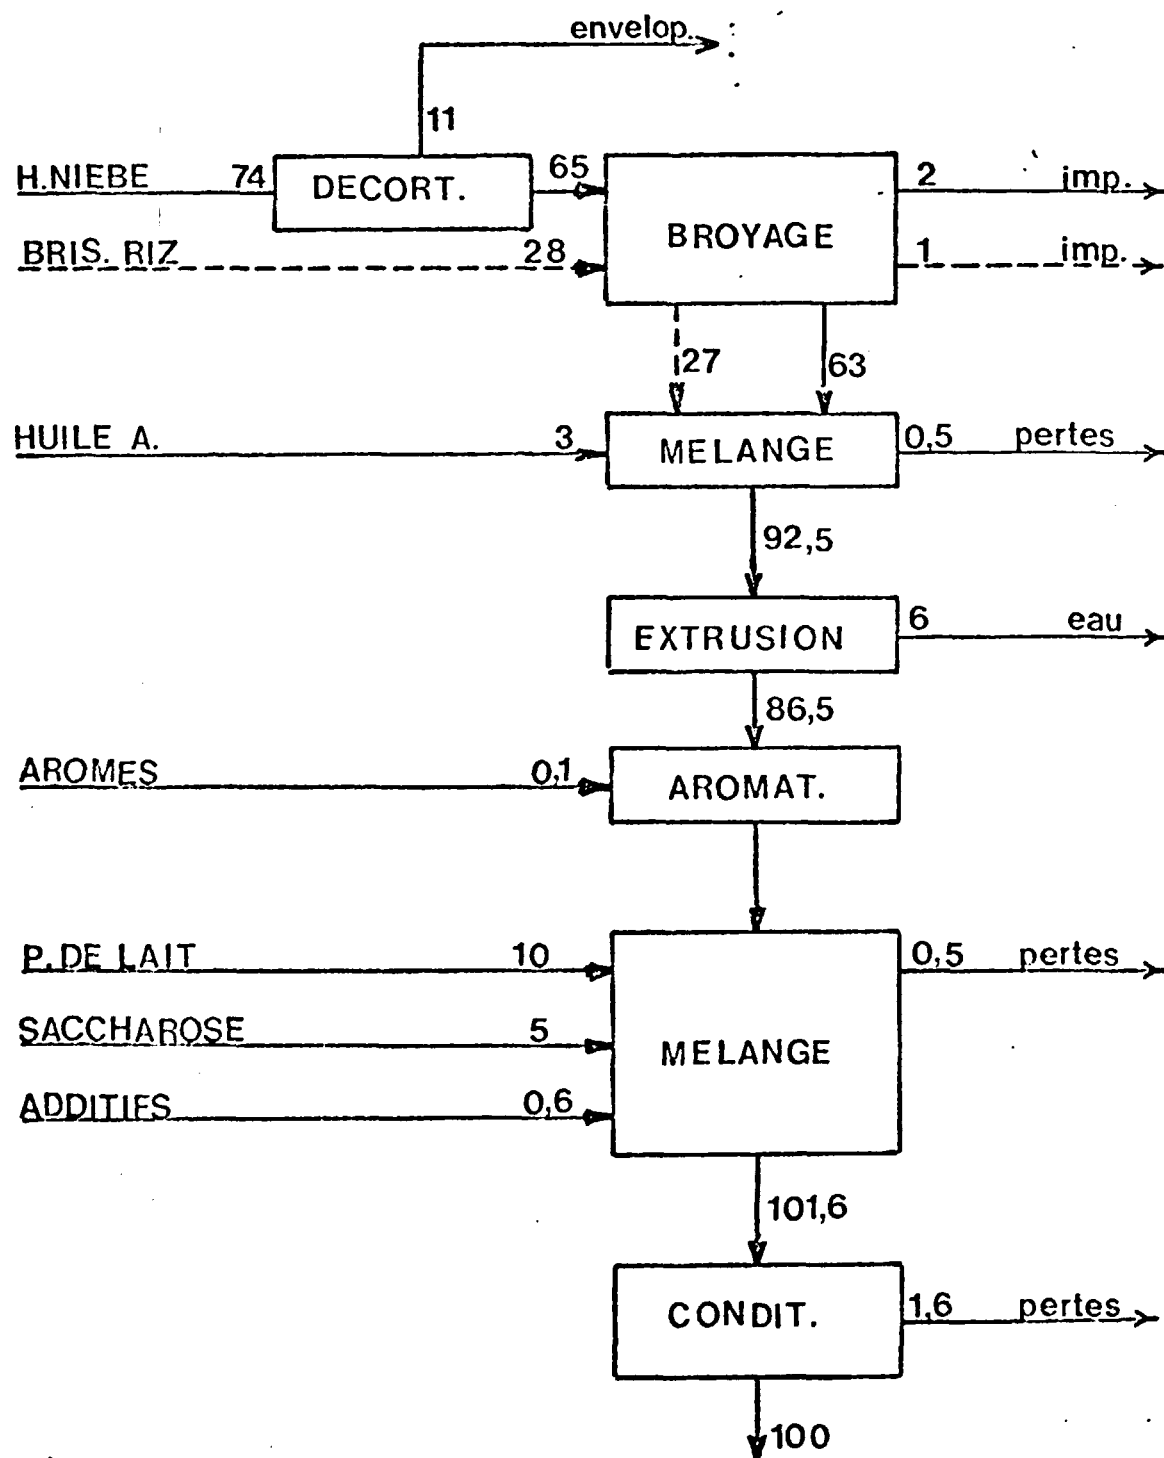 envelop.
11
H.NIEBE 74 DECORT. 65 2 imp.
BROYAGE
BRIS. RIZ 28 1 imp.
27 63
HUILE A. 3 MELANGE 0,5 pertes
92,5
EXTRUSION 6 eau
86,5
AROMES 0,1 AROMAT.
P. DE LAIT 10 0,5 pertes
SACCHAROSE 5 MELANGE
ADDITIFS 0,6
101,6
CONDIT. 1,6 pertes
100